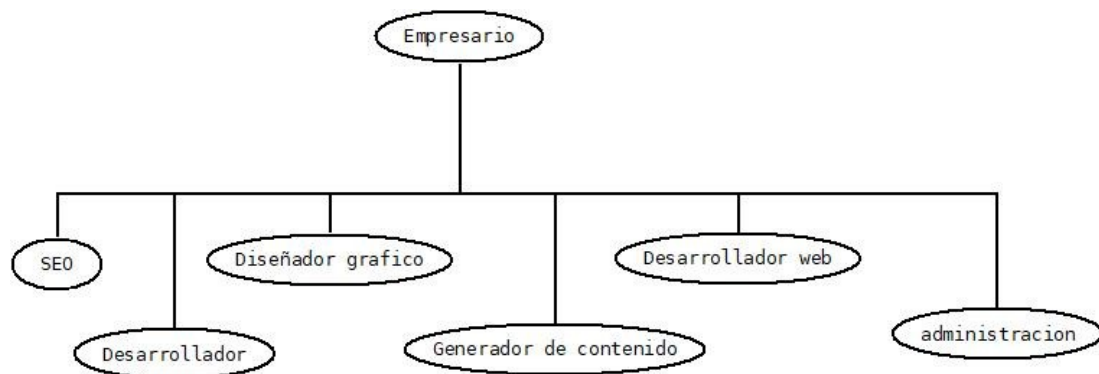 Empresario
SEO
Diseñador grafico
Desarrollador web
Desarrollador
Generador de contenido
administracion